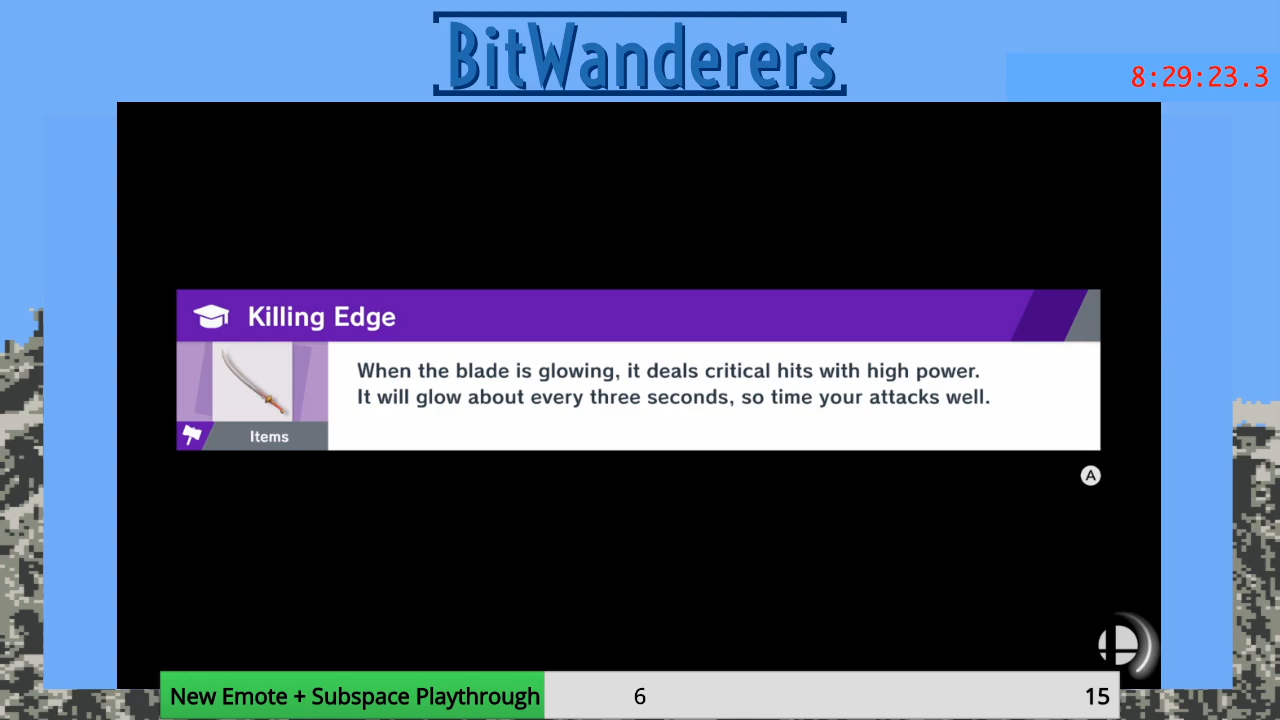 BitWanderers
8:29:23.3
Killing Edge
When the blade is glowing, it deals critical hits with high power.
It will glow about every three seconds, so time your attacks well.
Items
A
New Emote + Subspace Playthrough 6 15